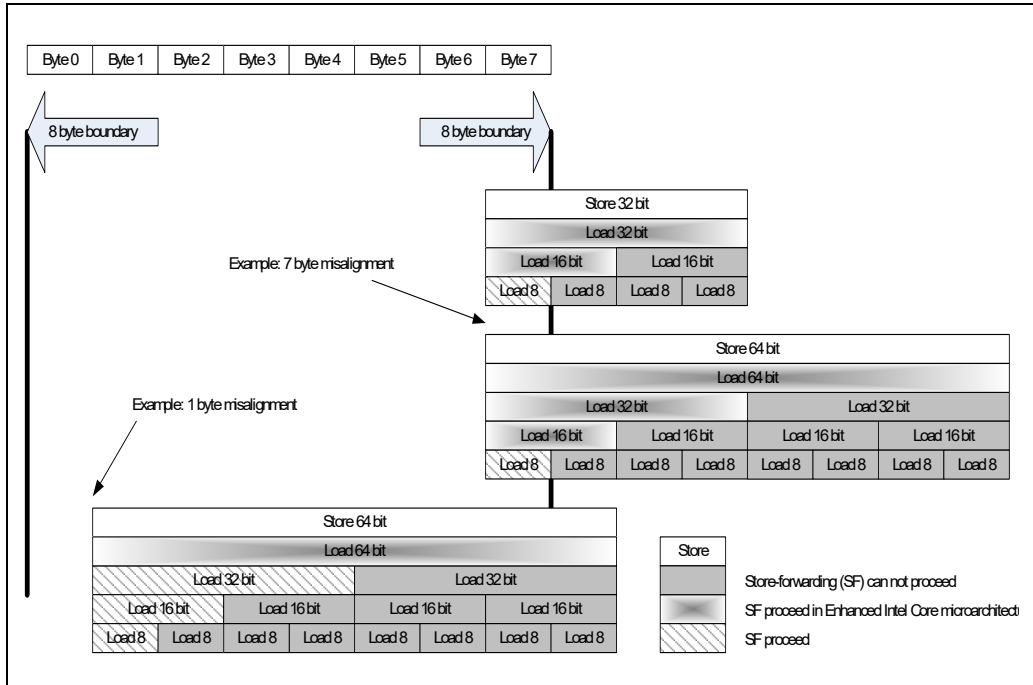 Byte 0 Byte 1 Byte 2 Byte 3 Byte 4 Byte 5 Byte 6 Byte 7
8 byte boundary 8 byte boundary
Store 32 bit
Load 32 bit
Example: 7 byte misalignment
Load 16 bit Load 16 bit
Load 8 Load 8 Load 8 Load 8
Store 64 bit
Load 64 bit
Example: 1 byte misalignment
Load 32 bit Load 32 bit
Load 16 bit Load 16 bit Load 16 bit Load 16 bit
Load 8 Load 8 Load 8 Load 8 Load 8 Load 8 Load 8 Load 8
Store 64 bit
Load 64 bit
Load 32 bit Load 32 bit
Load 16 bit Load 16 bit Load 16 bit Load 16 bit
Load 8 Load 8 Load 8 Load 8 Load 8 Load 8 Load 8 Load 8
Store
Store-forwarding (SF) can not proceed
SF proceed in Enhanced Intel Core microarchitectu
SF proceed